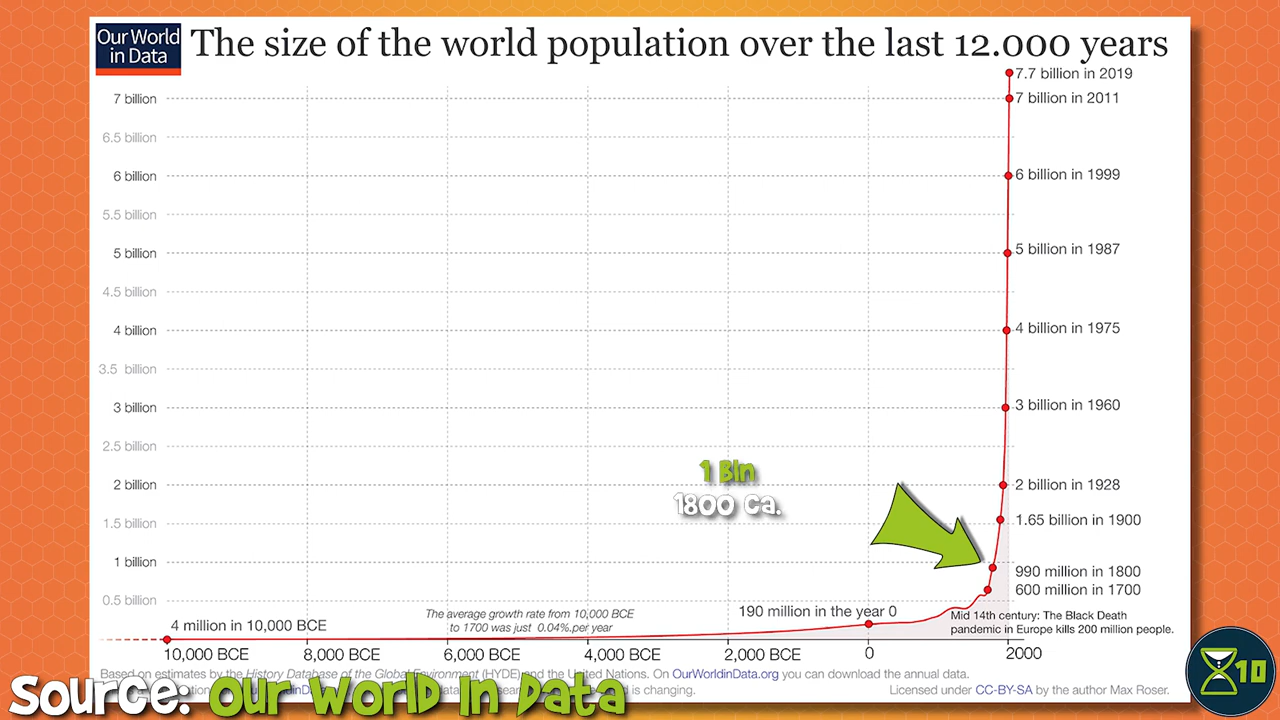 Our World
in Data
The size of the world population over the last 12.000 years
7.7 billion in 2019
7 billion
7 billion in 2011
6.5 billion
6 billion
6 billion in 1999
5.5 billion
5 billion
5 billion in 1987
4.5 billion
4 billion
4 billion in 1975
3.5 billion
3 billion
3 billion in 1960
2.5 billion
1 Bln
2 billion
2 billion in 1928
1800 Ca.
1.5 billion
1.65 billion in 1900
1 billion
990 million in 1800
600 million in 1700
0.5 billion
The average growth rate from 10,000 BCE
to 1700 was just 0.04%.per year
190 million in the year 0
Mid 14th century: The Black Death
pandemic in Europe kills 200 million people.
4 million in 10,000 BCE
10,000 BCE 8,000 BCE 6,000 BCE 4,000 BCE 2,000 BCE 0 2000
Based on estimates by the History Database of the Global Environment (HYDE) and the United Nations. On OurWorldinData.org you can download the annual data.
is changing.
Licensed under CC-BY-SA by the author Max Roser.
Source: Our World In Data
10